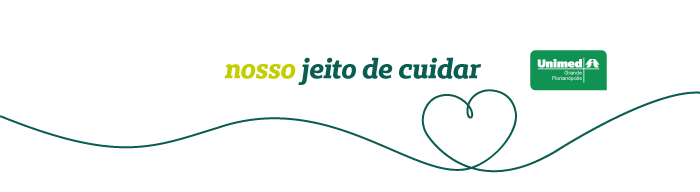 nosso jeito de cuidar
Unimed
Grande
Florianópolis